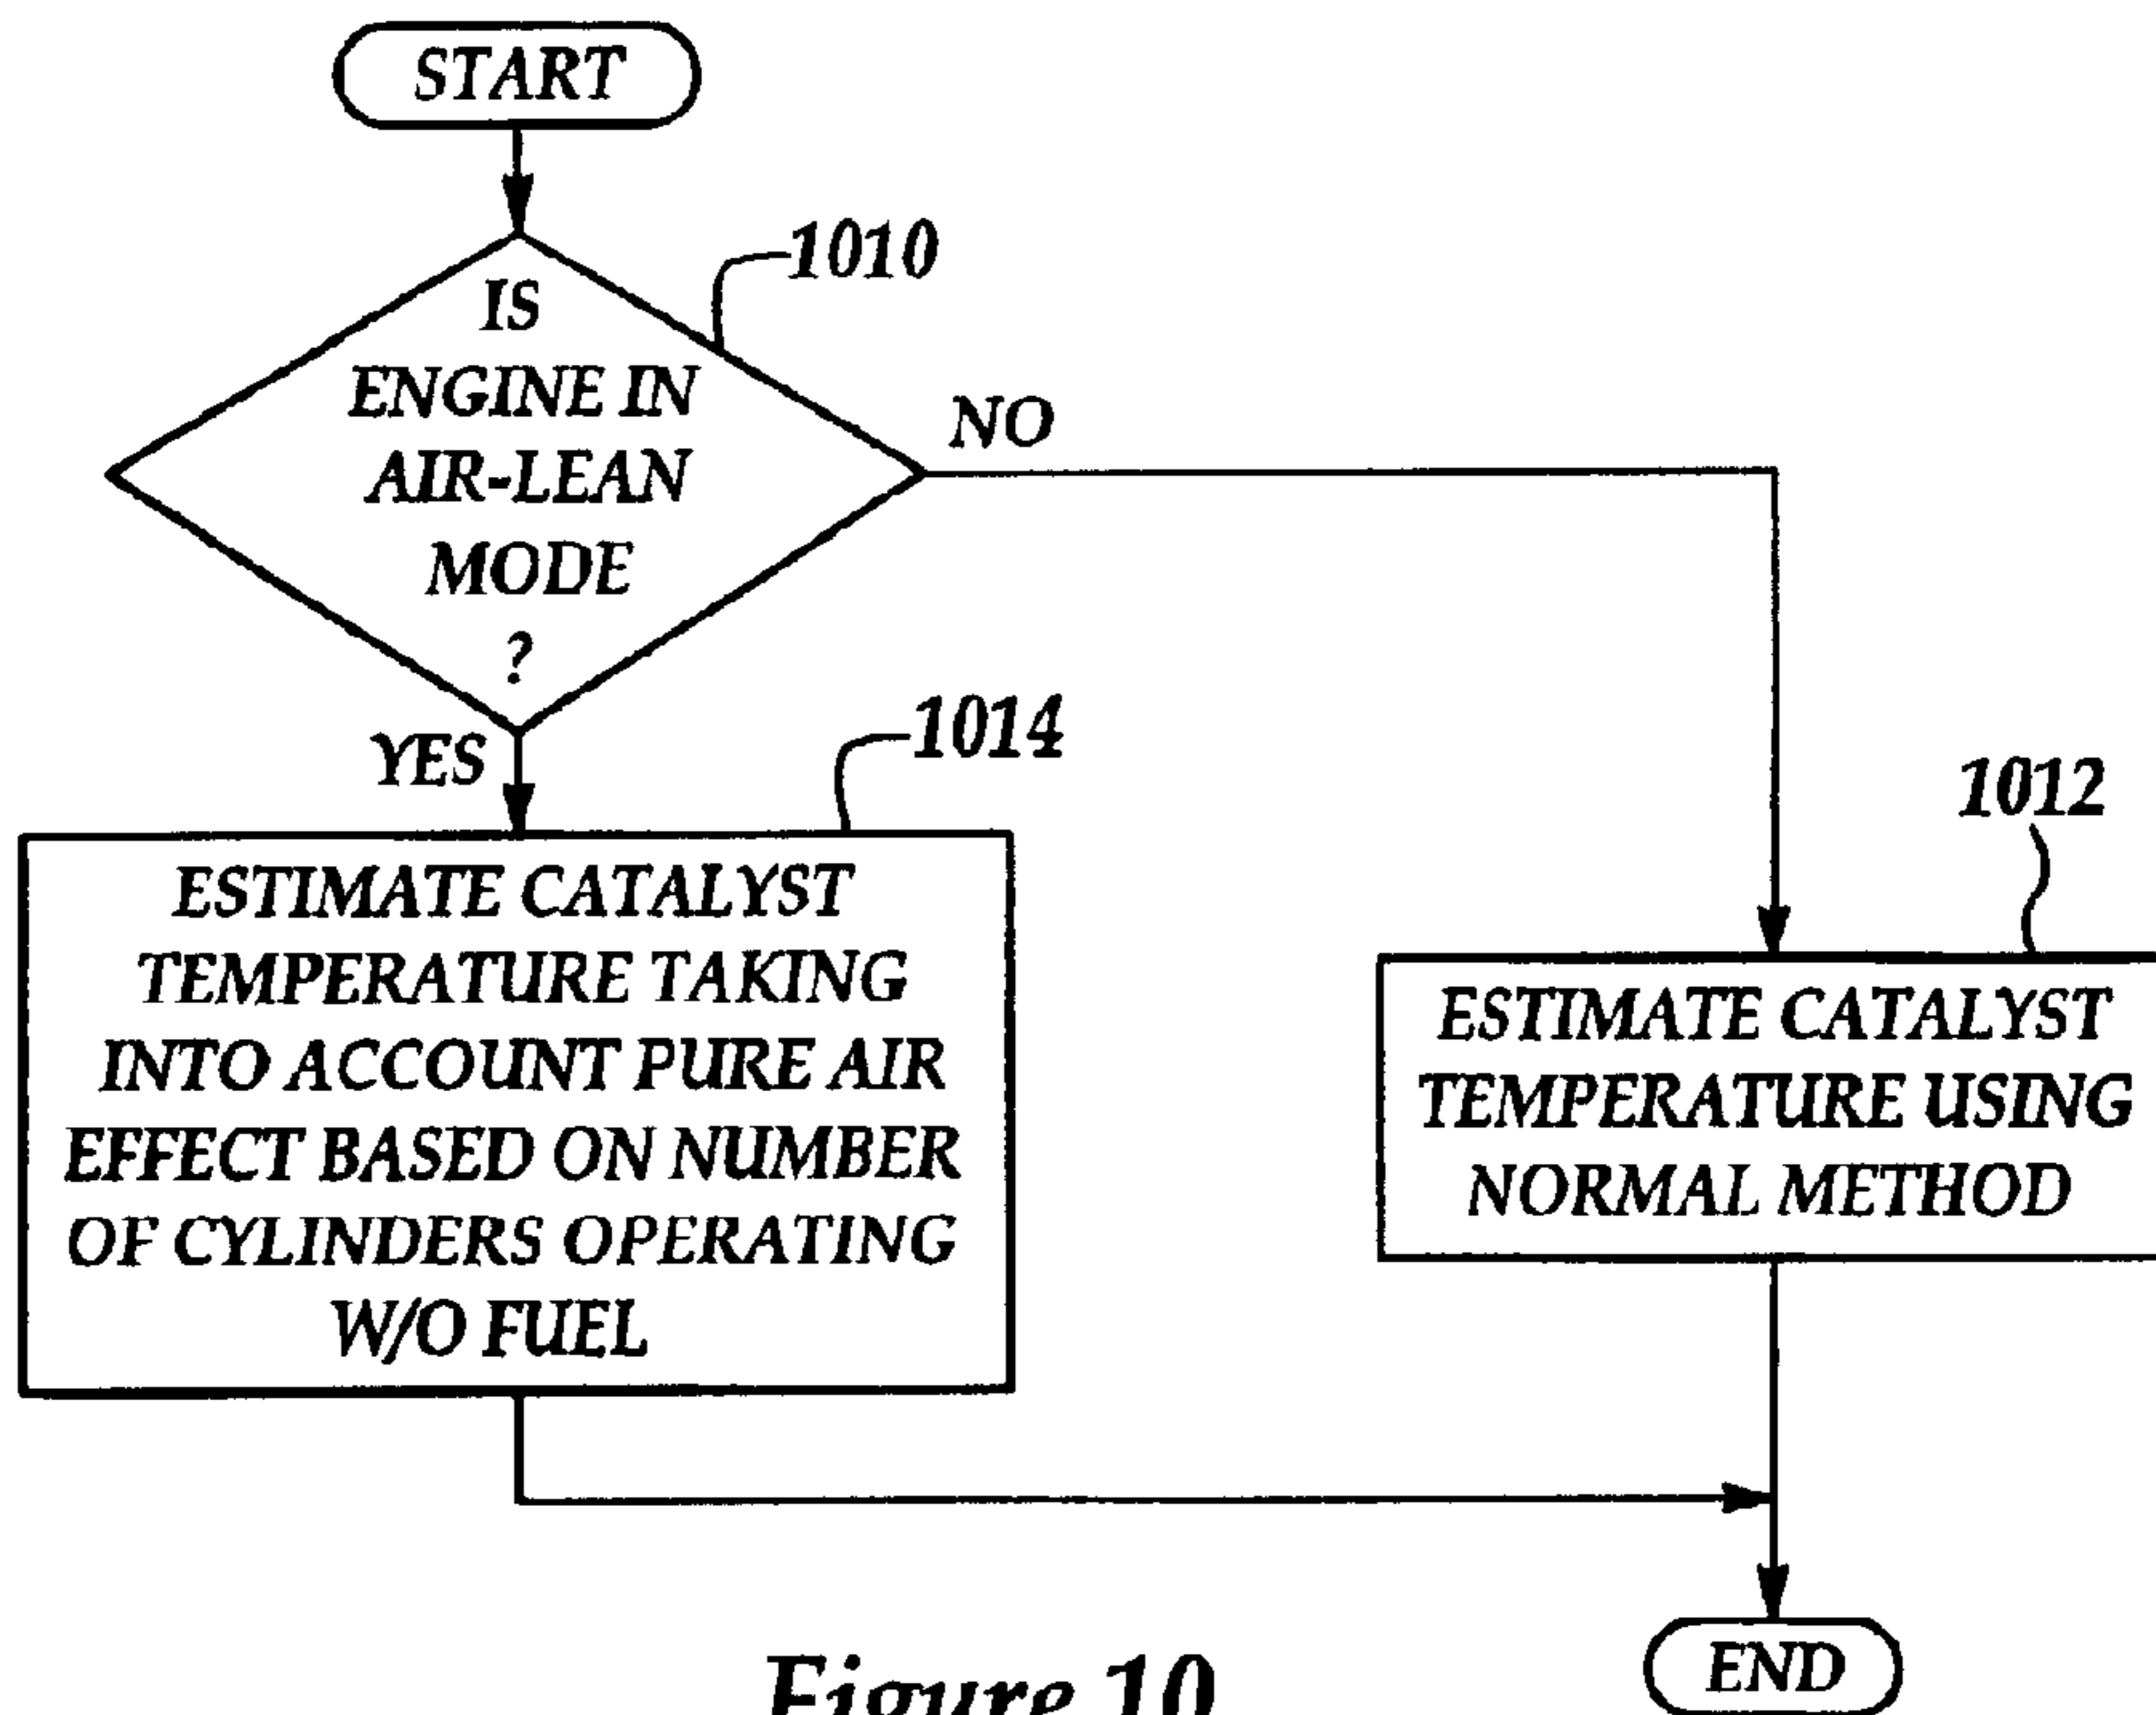 START
1010
IS
ENGINE IN
AIR-LEAN
MODE
?
NO
YES
1014
ESTIMATE CATALYST
TEMPERATURE TAKING
INTO ACCOUNT PURE AIR
EFFECT BASED ON NUMBER
OF CYLINDERS OPERATING
W/O FUEL
1012
ESTIMATE CATALYST
TEMPERATURE USING
NORMAL METHOD
END
Figure 10